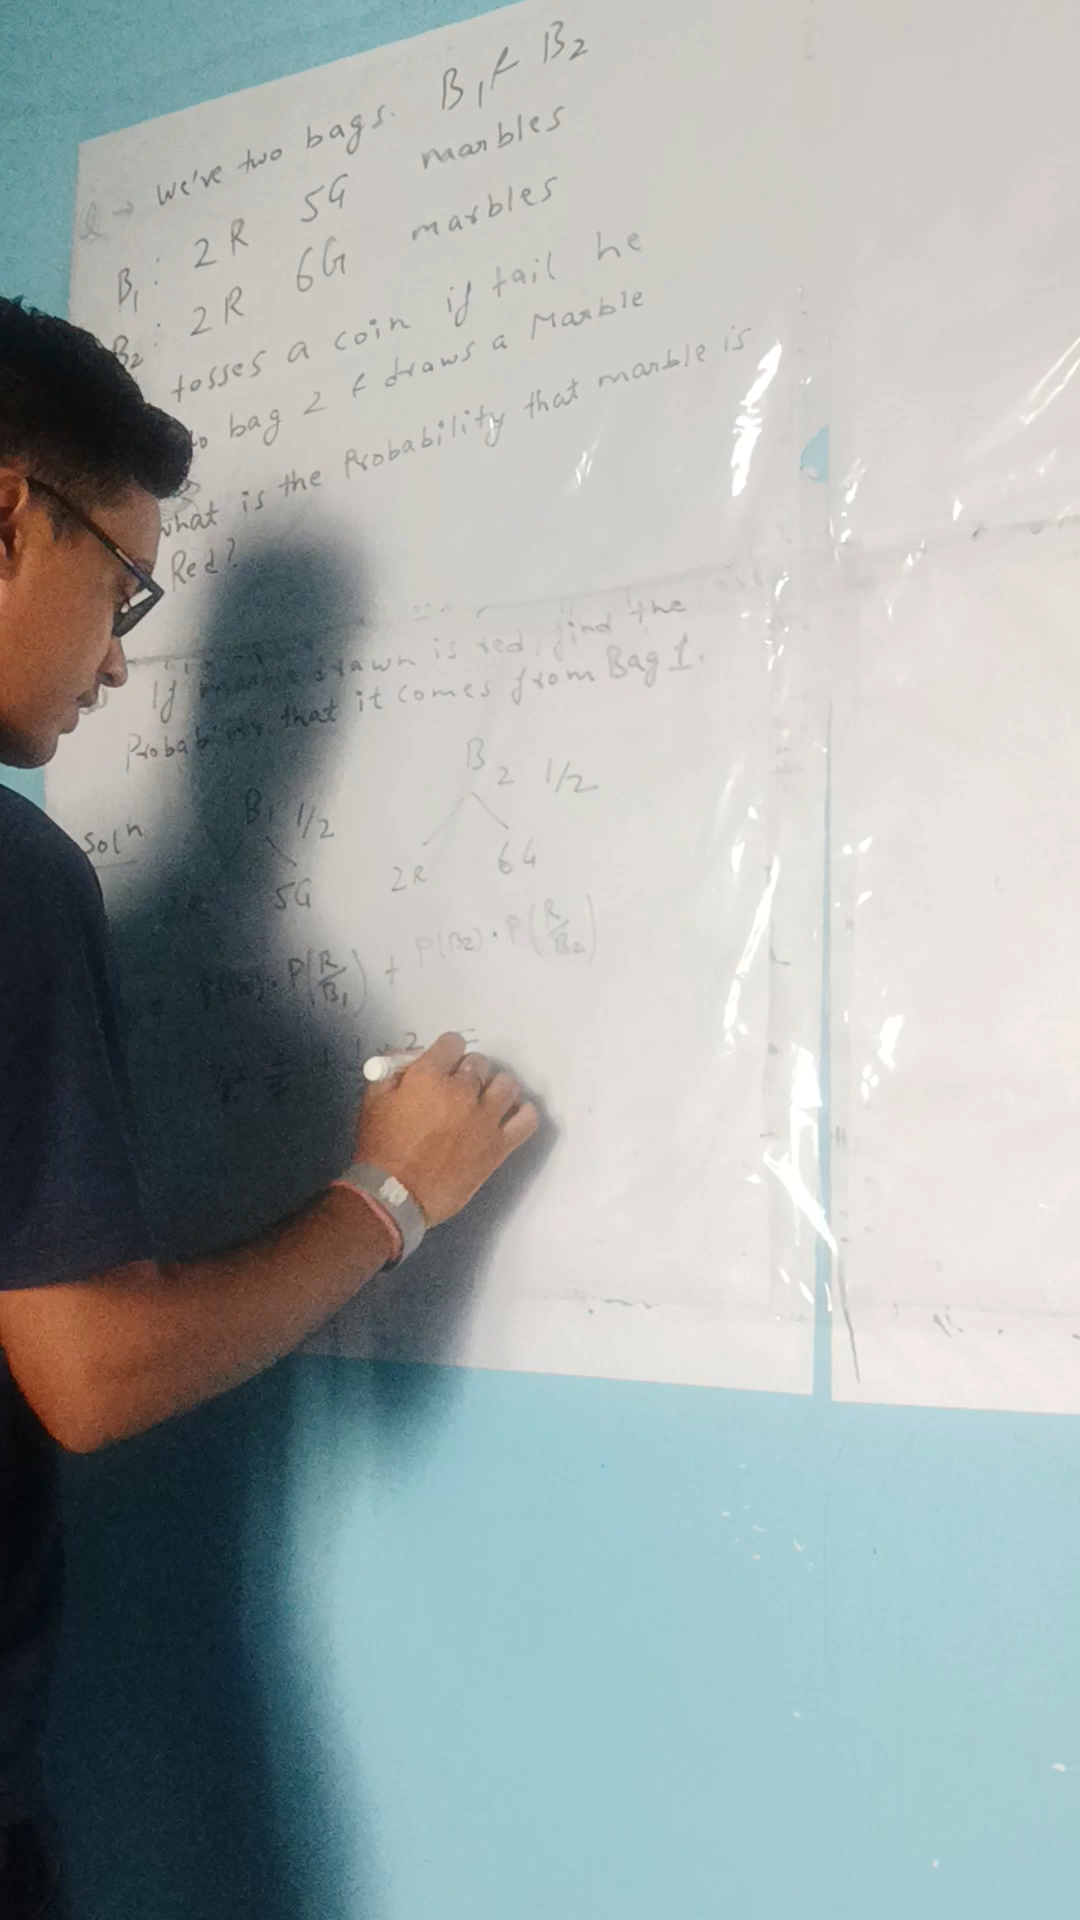 We've two bags. B1 & B2
B1: 2R 5G marbles
B2: 2R 6G marbles
tosses a coin if tail he
bag 2 & draws a Marble
what is the Probability that marble is
Red?
If drawn is red, find the
Probability that it comes from Bag 1.
Solⁿ B1 1/2 B2 1/2
5G 2R 6G
P(R/B1) + P(B2) · P(R/B2)